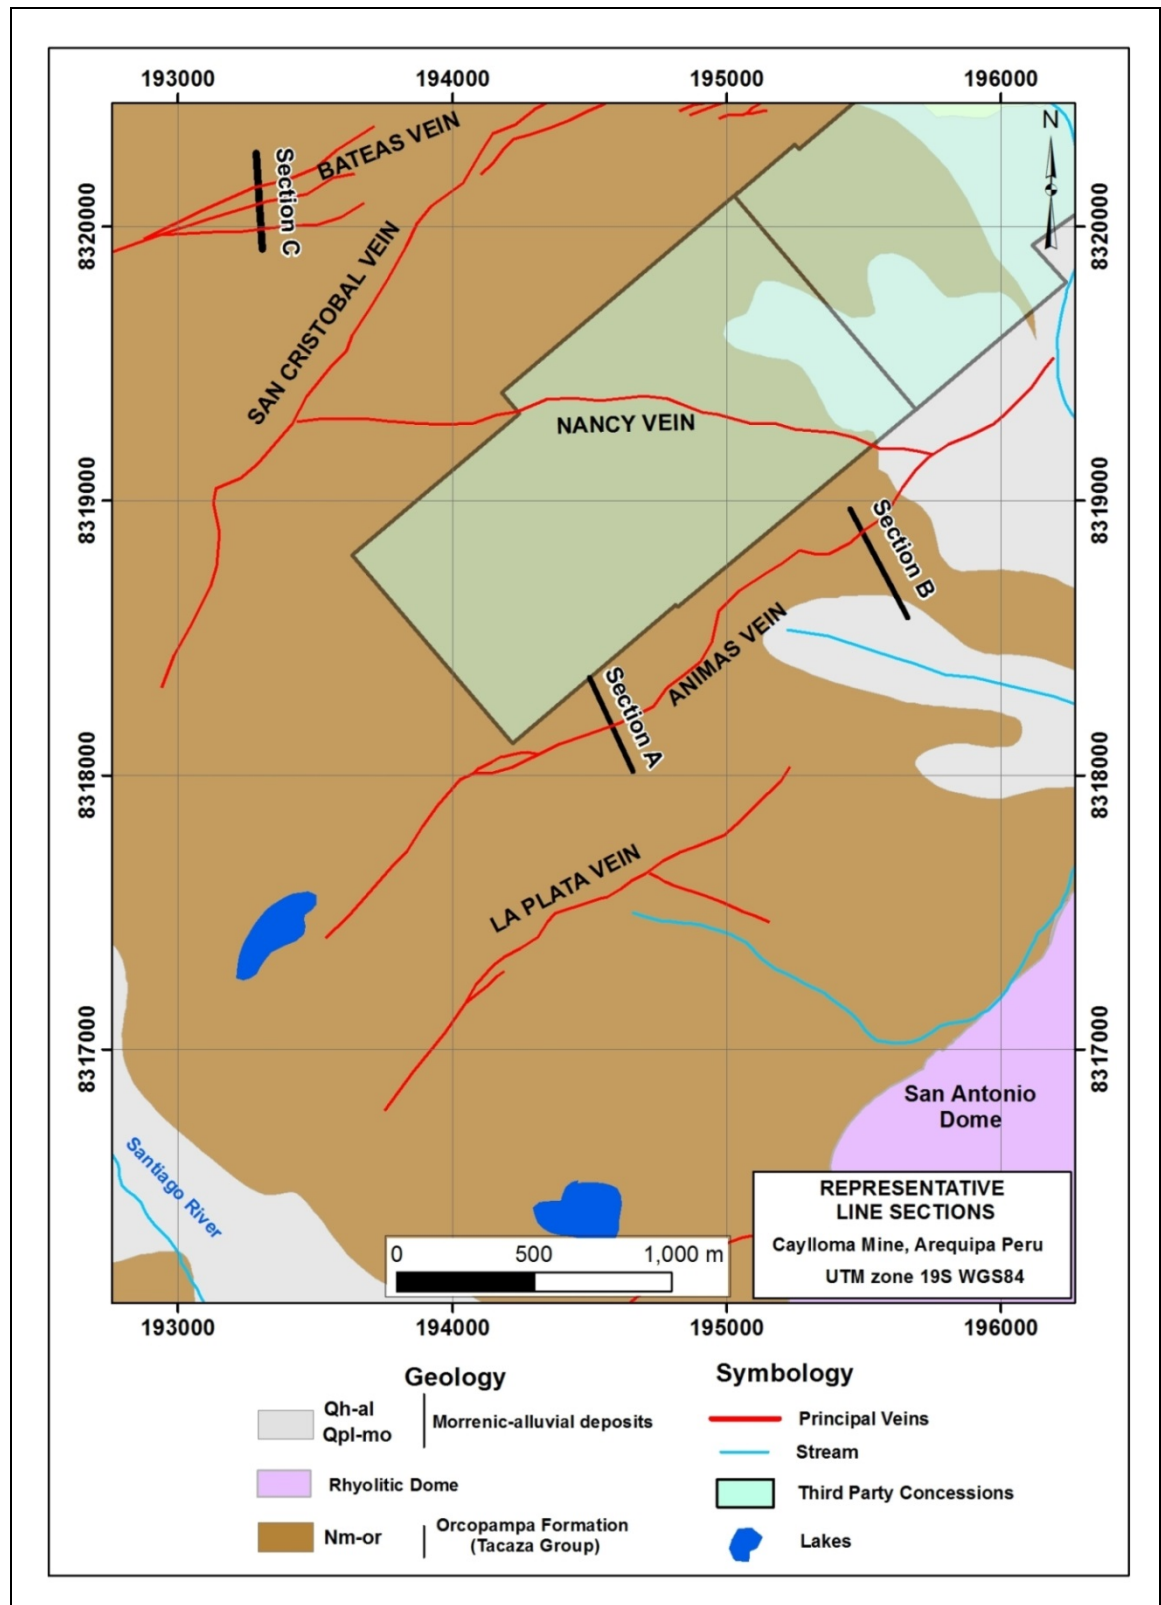 193000 194000 195000 196000
N
BATEAS VEIN
Section C
8320000
8320000
SAN CRISTOBAL VEIN
NANCY VEIN
8319000
8319000
Section B
ANIMAS VEIN
Section A
8318000
8318000
LA PLATA VEIN
8317000
8317000
San Antonio
Dome
Santiago River
REPRESENTATIVE
LINE SECTIONS
Caylloma Mine, Arequipa Peru
UTM zone 19S WGS84
0 500 1,000 m
193000 194000 195000 196000
Geology
Qh-al
Qpl-mo
Morrenic-alluvial deposits
Rhyolitic Dome
Nm-or
Orcopampa Formation
(Tacaza Group)
Symbology
Principal Veins
Stream
Third Party Concessions
Lakes